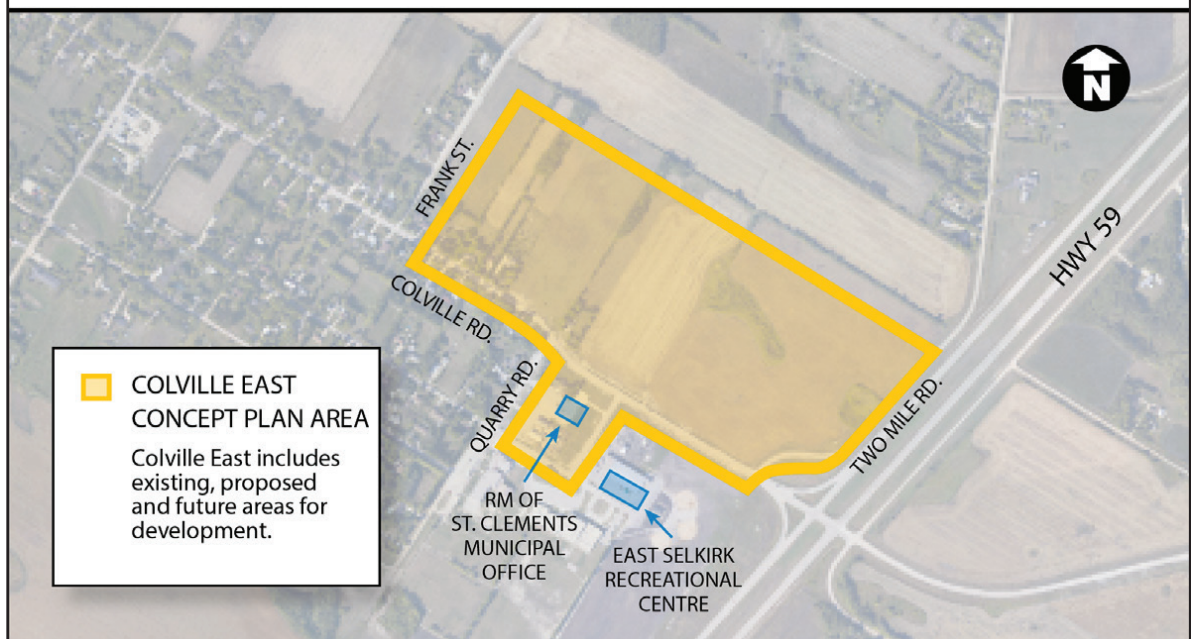 N
FRANK ST.
HWY 59
COLVILLE RD.
QUARRY RD.
TWO MILE RD.
COLVILLE EAST
CONCEPT PLAN AREA
Colville East includes
existing, proposed
and future areas for
development.
RM OF
ST. CLEMENTS
MUNICIPAL
OFFICE
EAST SELKIRK
RECREATIONAL
CENTRE